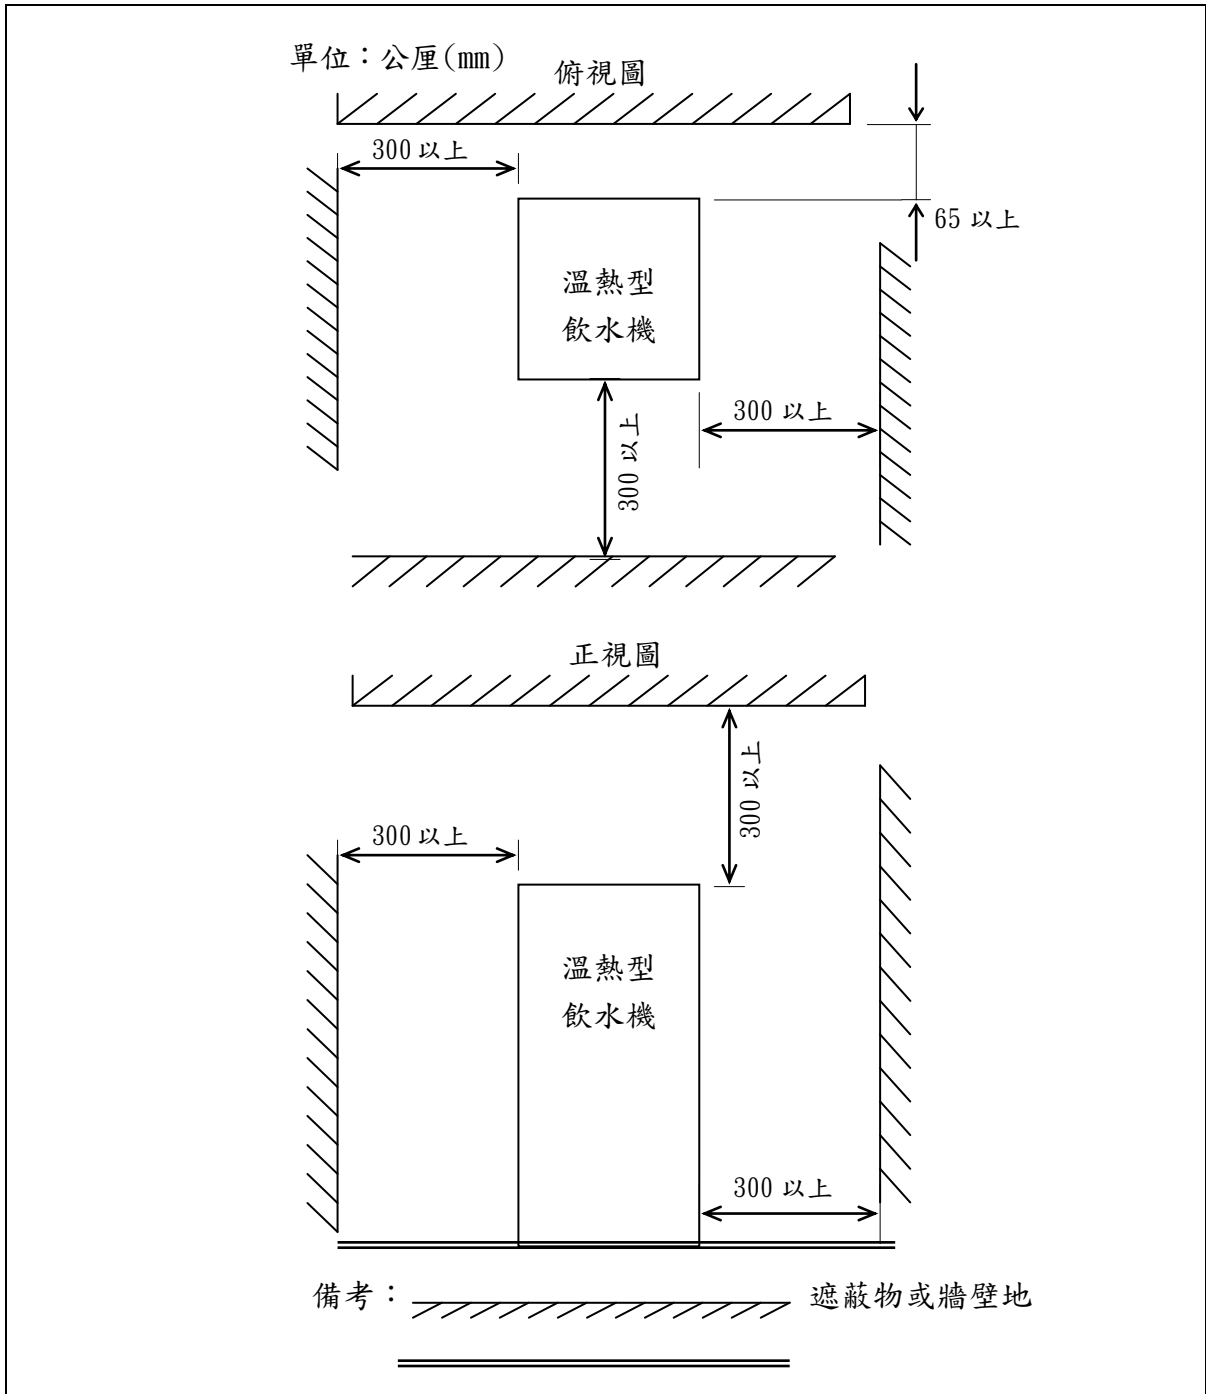 單位：公厘(mm)
俯視圖
300 以上
65 以上
溫熱型
飲水機
300 以上
300 以上
正視圖
300 以上
300 以上
溫熱型
飲水機
300 以上
備考：
遮蔽物或牆壁地